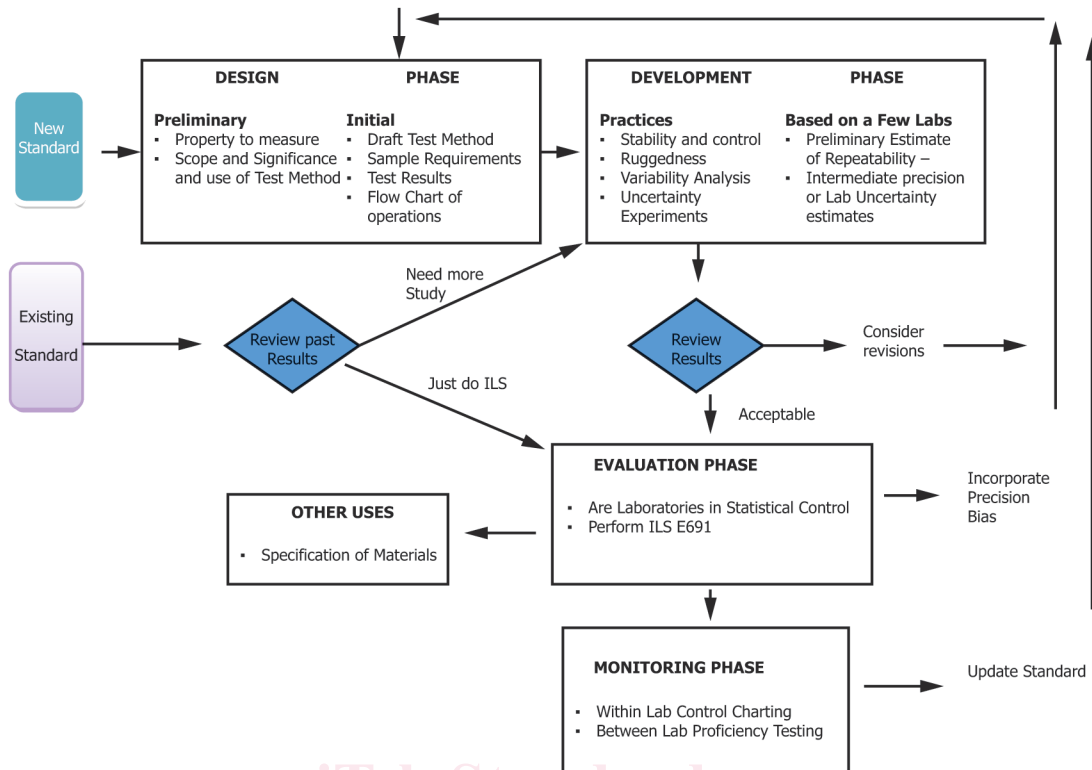 DESIGN PHASE
Preliminary
▪ Property to measure
▪ Scope and Significance
and use of Test Method
Initial
▪ Draft Test Method
▪ Sample Requirements
▪ Test Results
▪ Flow Chart of
operations
DEVELOPMENT PHASE
Practices
▪ Stability and control
▪ Ruggedness
▪ Variability Analysis
▪ Uncertainty
Experiments
Based on a Few Labs
▪ Preliminary Estimate
of Repeatability –
▪ Intermediate precision
or Lab Uncertainty
estimates
New
Standard
Existing
Standard
Need more
Study
Review past
Results
Just do ILS
Review
Results
Consider
revisions
Acceptable
EVALUATION PHASE
▪ Are Laboratories in Statistical Control
▪ Perform ILS E691
Incorporate
Precision
Bias
OTHER USES
▪ Specification of Materials
MONITORING PHASE
▪ Within Lab Control Charting
▪ Between Lab Proficiency Testing
Update Standard